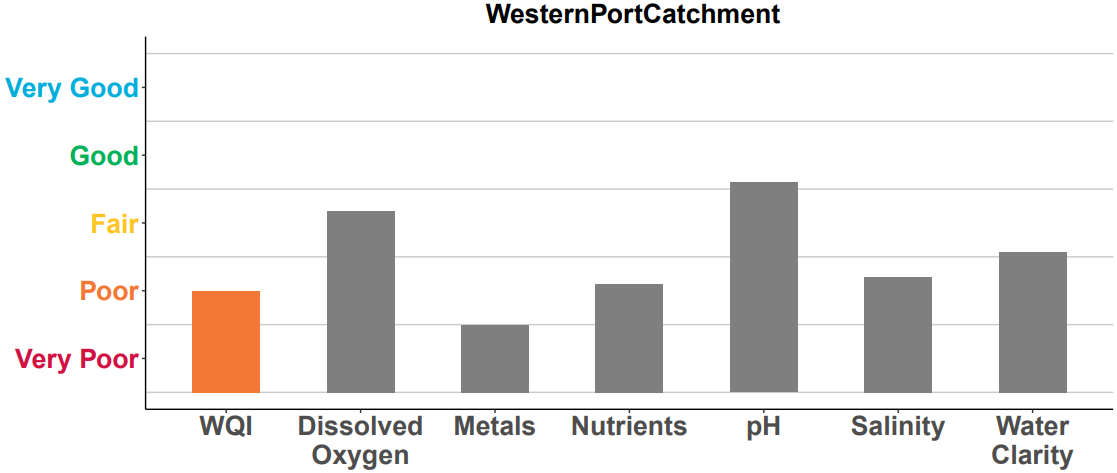 WesternPortCatchment
Very Good
Good
Fair
Poor
Very Poor
WQI
Dissolved
Oxygen
Metals
Nutrients
pH
Salinity
Water
Clarity